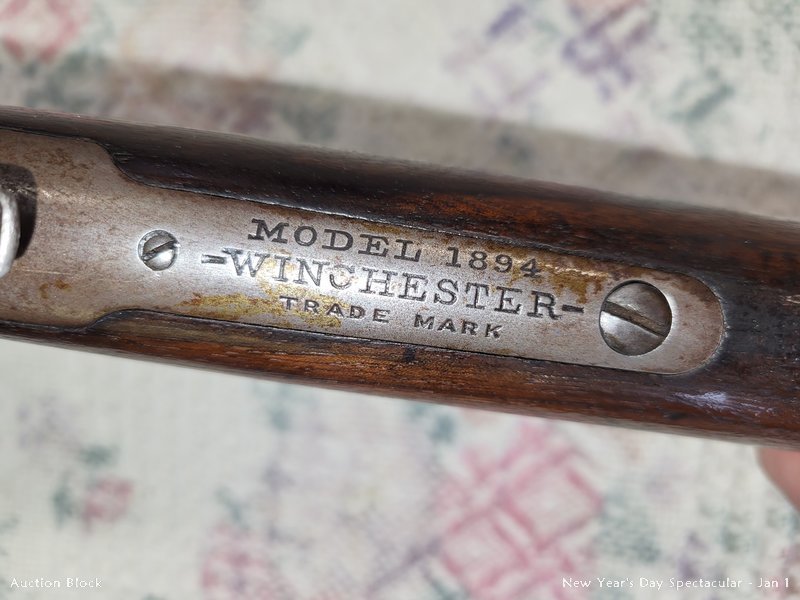 MODEL 1894
-WINCHESTER-
TRADE MARK
Auction Block
New Year's Day Spectacular - Jan 1